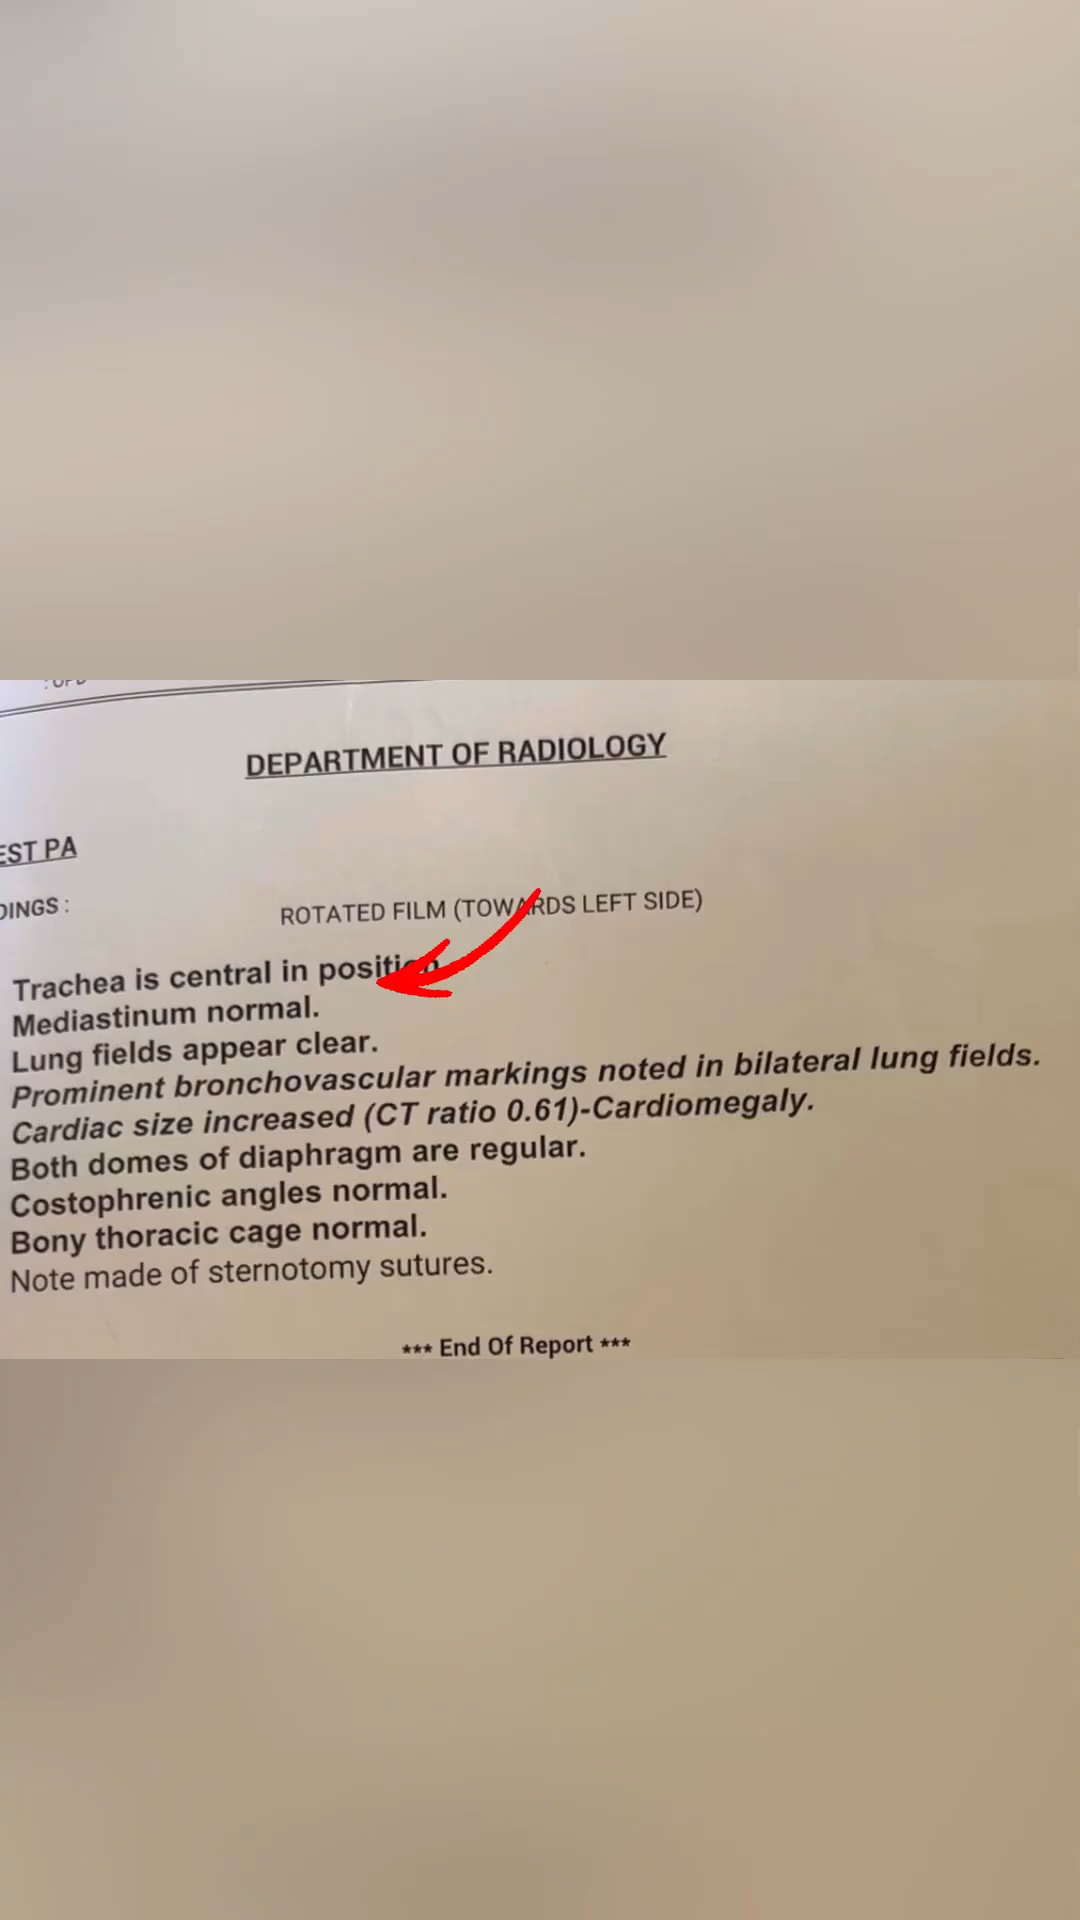 DEPARTMENT OF RADIOLOGY
EST PA
DINGS :
ROTATED FILM (TOWARDS LEFT SIDE)
Trachea is central in position
Mediastinum normal.
Lung fields appear clear.
Prominent bronchovascular markings noted in bilateral lung fields.
Cardiac size increased (CT ratio 0.61)-Cardiomegaly.
Both domes of diaphragm are regular.
Costophrenic angles normal.
Bony thoracic cage normal.
Note made of sternotomy sutures.
*** End Of Report ***